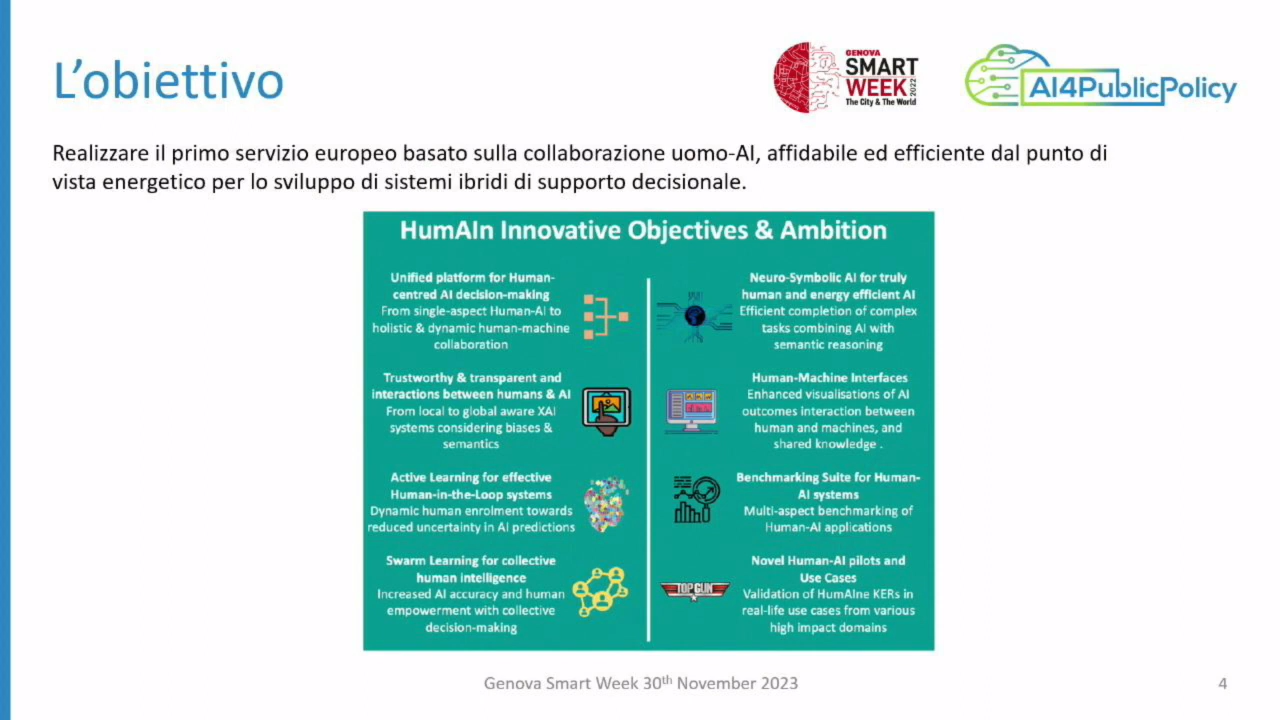 L'obiettivo
GENOVA
SMART
WEEK
2022
The City & The World
AI4PublicPolicy
Realizzare il primo servizio europeo basato sulla collaborazione uomo-AI, affidabile ed efficiente dal punto di
vista energetico per lo sviluppo di sistemi ibridi di supporto decisionale.
HumAIn Innovative Objectives & Ambition
Unified platform for Human-
centred AI decision-making
From single-aspect Human-AI to
holistic & dynamic human-machine
collaboration
Trustworthy & transparent and
interactions between humans & AI
From local to global aware XAI
systems considering biases &
semantics
Active Learning for effective
Human-in-the-Loop systems
Dynamic human enrolment towards
reduced uncertainty in AI predictions
Swarm Learning for collective
human intelligence
Increased AI accuracy and human
empowerment with collective
decision-making
Neuro-Symbolic AI for truly
human and energy efficient AI
Efficient completion of complex
tasks combining AI with
semantic reasoning
Human-Machine Interfaces
Enhanced visualisations of AI
outcomes interaction between
human and machines, and
shared knowledge .
Benchmarking Suite for Human-
AI systems
Multi-aspect benchmarking of
Human-AI applications
TOP GUN
Novel Human-AI pilots and
Use Cases
Validation of HumAIne KERs in
real-life use cases from various
high impact domains
Genova Smart Week 30th November 2023
4